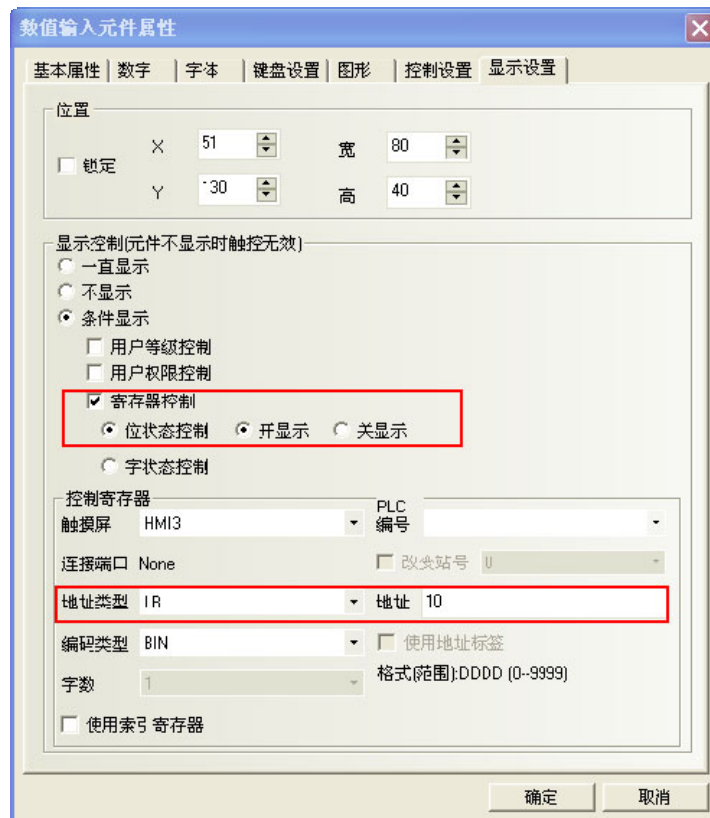 数值输入元件属性
基本属性 数字 字体 键盘设置 图形 控制设置 显示设置
位置
锁定 X 51 宽 80
Y 30 高 40
显示控制(元件不显示时触控无效)
一直显示
不显示
条件显示
用户等级控制
用户权限控制
寄存器控制
位状态控制 开显示 关显示
字状态控制
控制寄存器
触摸屏 HMI3 PLC编号
连接端口 None 改变站号
地址类型 LB 地址 10
编码类型 BIN 使用地址标签
字数 1 格式(范围):DDDD (0--9999)
使用索引寄存器
确定 取消